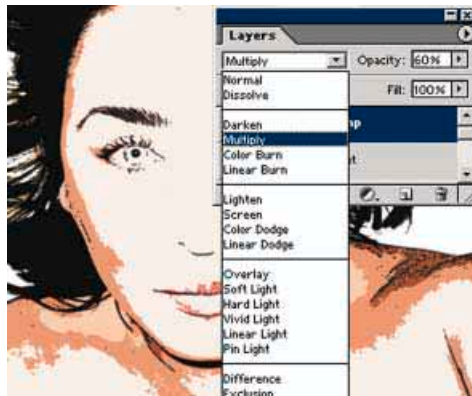 Layers
Multiply Opacity: 60%
Normal
Dissolve
Fill: 100%
Darken
Multiply
Color Burn
Linear Burn
Lighten
Screen
Color Dodge
Linear Dodge
Overlay
Soft Light
Hard Light
Vivid Light
Linear Light
Pin Light
Difference
Exclusion